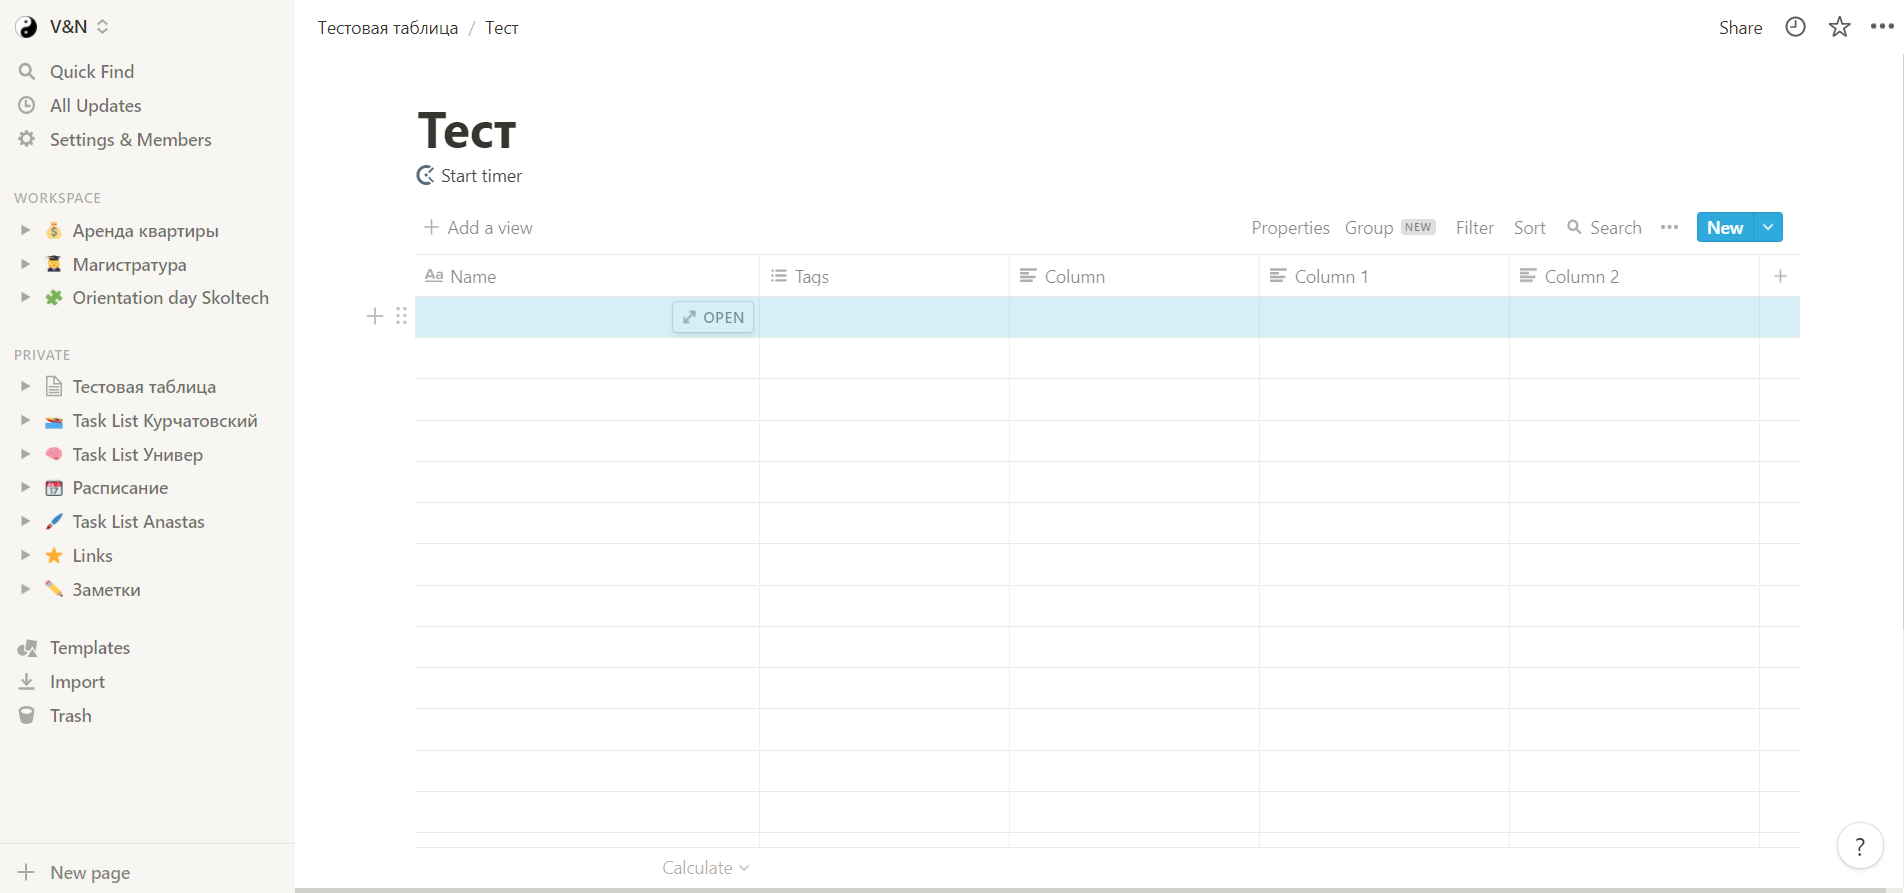 V&N
Quick Find
All Updates
Settings & Members
WORKSPACE
Аренда квартиры
Магистратура
Orientation day Skoltech
PRIVATE
Тестовая таблица
Task List Курчатовский
Task List Универ
Расписание
Task List Anastas
Links
Заметки
Templates
Import
Trash
New page
Тестовая таблица / Тест
Share
Тест
Start timer
Add a view
Properties Group NEW Filter Sort Search New
Aa Name Tags Column Column 1 Column 2
OPEN
Calculate
?